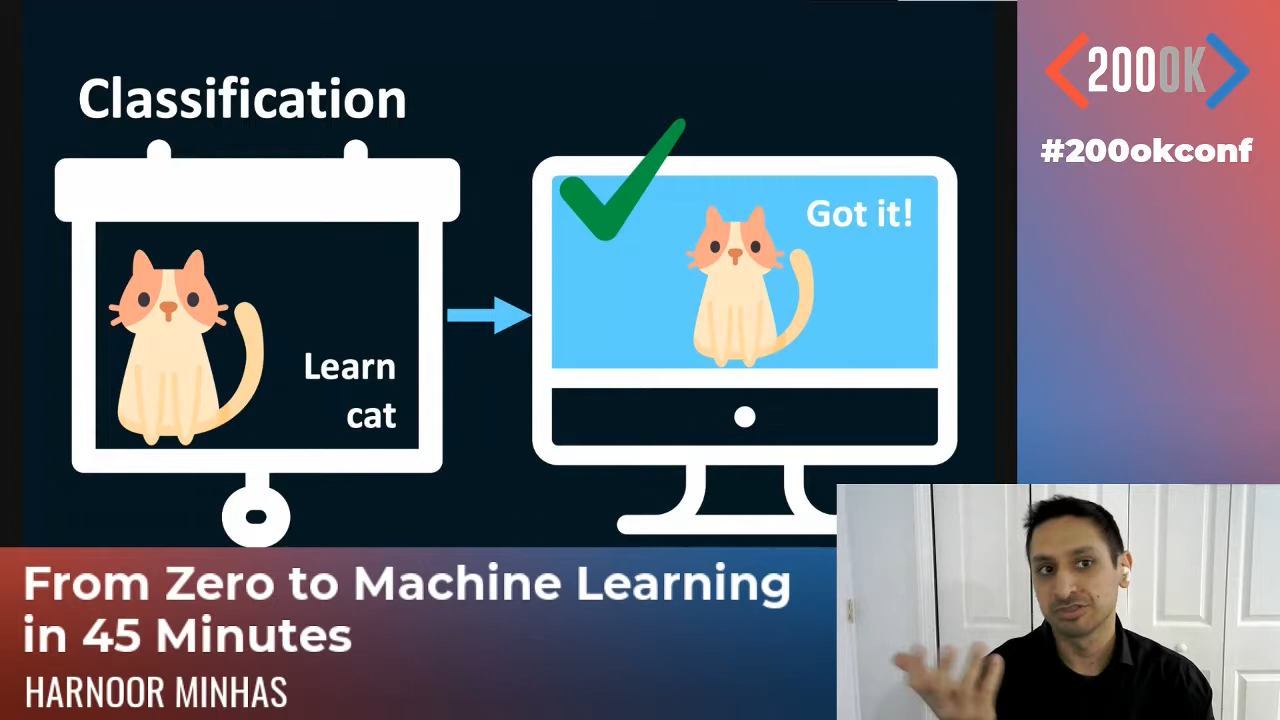 Classification
Learn
cat
Got it!
200OK
#200okconf
From Zero to Machine Learning
in 45 Minutes
HARNOOR MINHAS